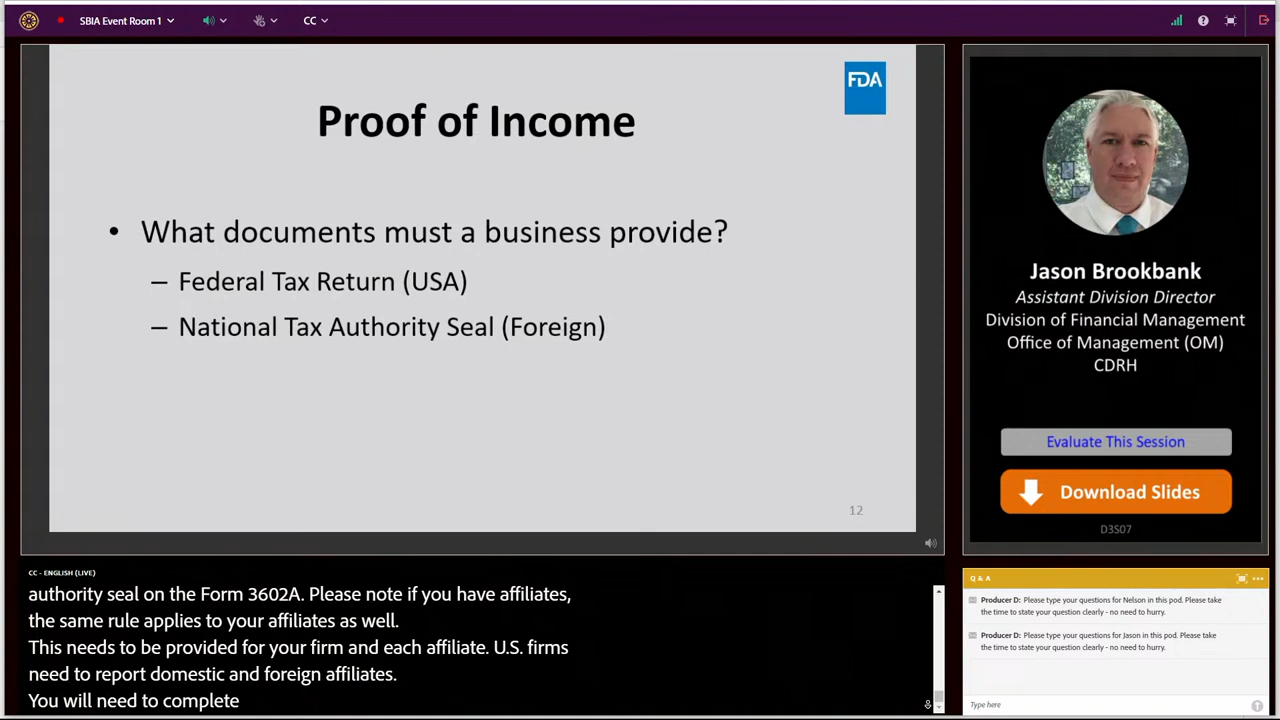 SBIA Event Room 1
CC
FDA
Proof of Income
• What documents must a business provide?
– Federal Tax Return (USA)
– National Tax Authority Seal (Foreign)
12
Jason Brookbank
Assistant Division Director
Division of Financial Management
Office of Management (OM)
CDRH
Evaluate This Session
Download Slides
D3S07
CC - ENGLISH (LIVE)
authority seal on the Form 3602A. Please note if you have affiliates,
the same rule applies to your affiliates as well.
This needs to be provided for your firm and each affiliate. U.S. firms
need to report domestic and foreign affiliates.
You will need to complete
Q & A
Producer D: Please type your questions for Nelson in this pod. Please take
the time to state your question clearly - no need to hurry.
Producer D: Please type your questions for Jason in this pod. Please take
the time to state your question clearly - no need to hurry.
Type here